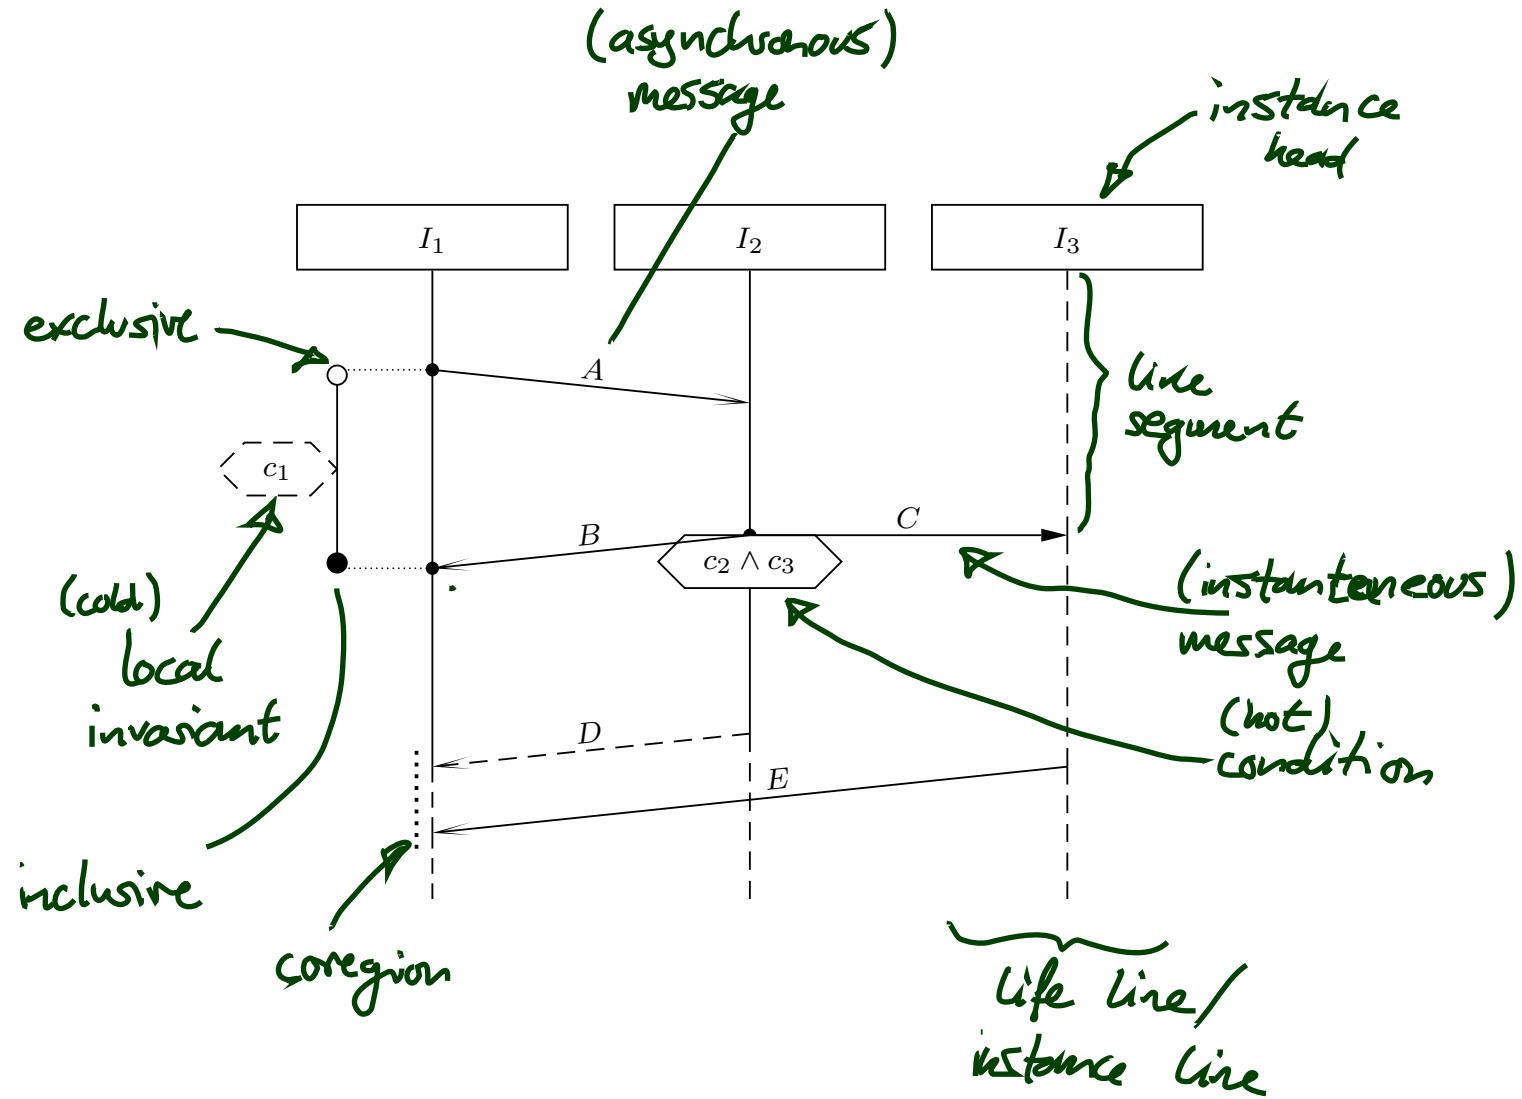 (asynchronous)
message
instance
head
I₁
I₂
I₃
exclusive
A
line
segment
c₁
B
C
c₂ ∧ c₃
(cold)
local
invariant
(instanteneous)
message
(hot)
condition
D
E
inclusive
coregion
life line/
instance line